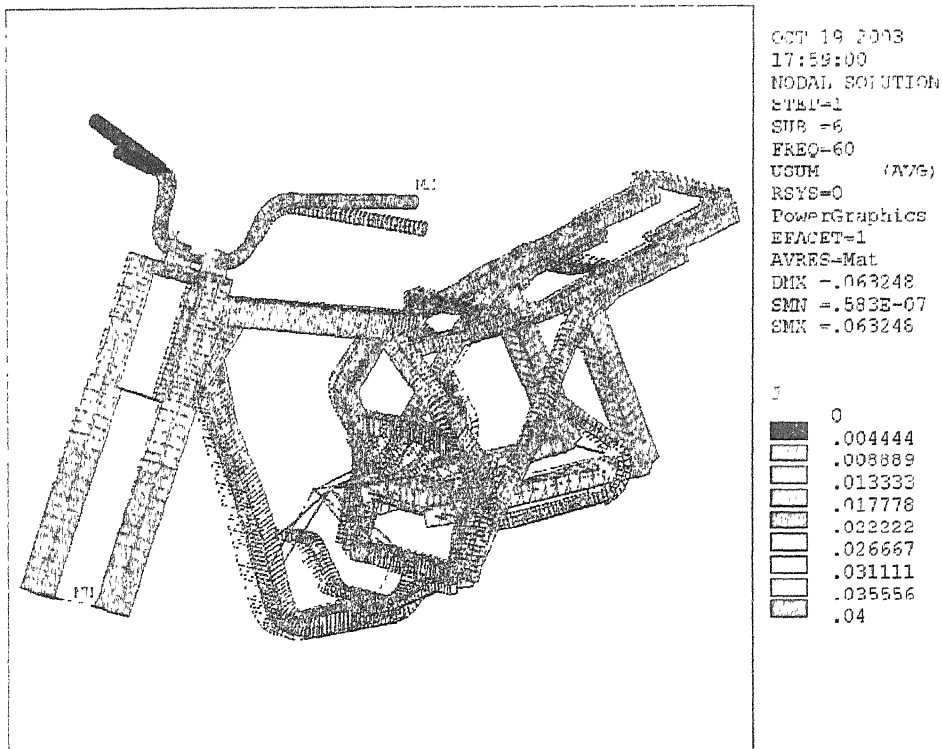 OCT 19 2003
17:59:00
NODAL SOLUTION
STEP=1
SUB =6
FREQ=60
USUM (AVG)
RSYS=0
PowerGraphics
EFACET=1
AVRES=Mat
DMX =.063248
SMN =.583E-07
SMX =.063248
0
.004444
.008889
.013333
.017778
.022222
.026667
.031111
.035556
.04